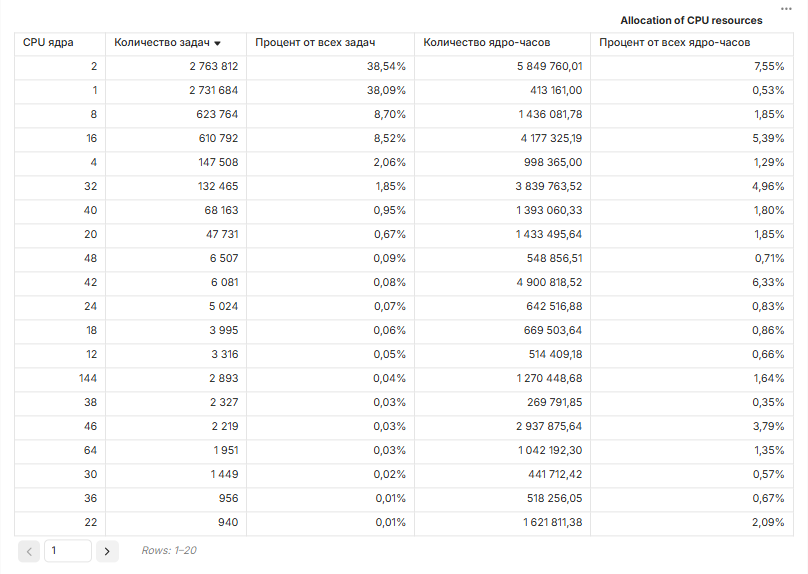 Allocation of CPU resources
CPU ядра Количество задач Процент от всех задач Количество ядро-часов Процент от всех ядро-часов
2 2 763 812 38,54% 5 849 760,01 7,55%
1 2 731 684 38,09% 413 161,00 0,53%
8 623 764 8,70% 1 436 081,78 1,85%
16 610 792 8,52% 4 177 325,19 5,39%
4 147 508 2,06% 998 365,00 1,29%
32 132 465 1,85% 3 839 763,52 4,96%
40 68 163 0,95% 1 393 060,33 1,80%
20 47 731 0,67% 1 433 495,64 1,85%
48 6 507 0,09% 548 856,51 0,71%
42 6 081 0,08% 4 900 818,52 6,33%
24 5 024 0,07% 642 516,88 0,83%
18 3 995 0,06% 669 503,64 0,86%
12 3 316 0,05% 514 409,18 0,66%
144 2 893 0,04% 1 270 448,68 1,64%
38 2 327 0,03% 269 791,85 0,35%
46 2 219 0,03% 2 937 875,64 3,79%
64 1 951 0,03% 1 042 192,30 1,35%
30 1 449 0,02% 441 712,42 0,57%
36 956 0,01% 518 256,05 0,67%
22 940 0,01% 1 621 811,38 2,09%
1 Rows: 1–20